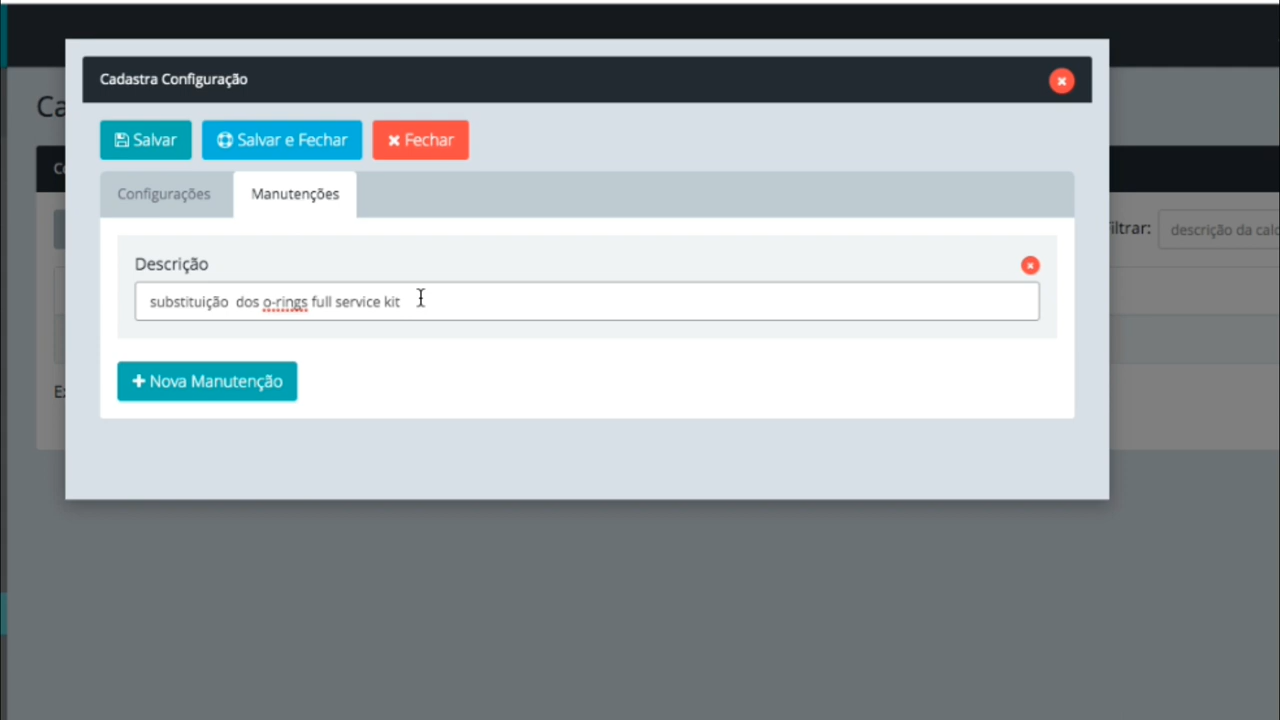 Cadastra Configuração
Salvar
Salvar e Fechar
Fechar
Configurações
Manutenções
Filtrar:
descrição da
Descrição
substituição  dos o-rings full service kit
Nova Manutenção